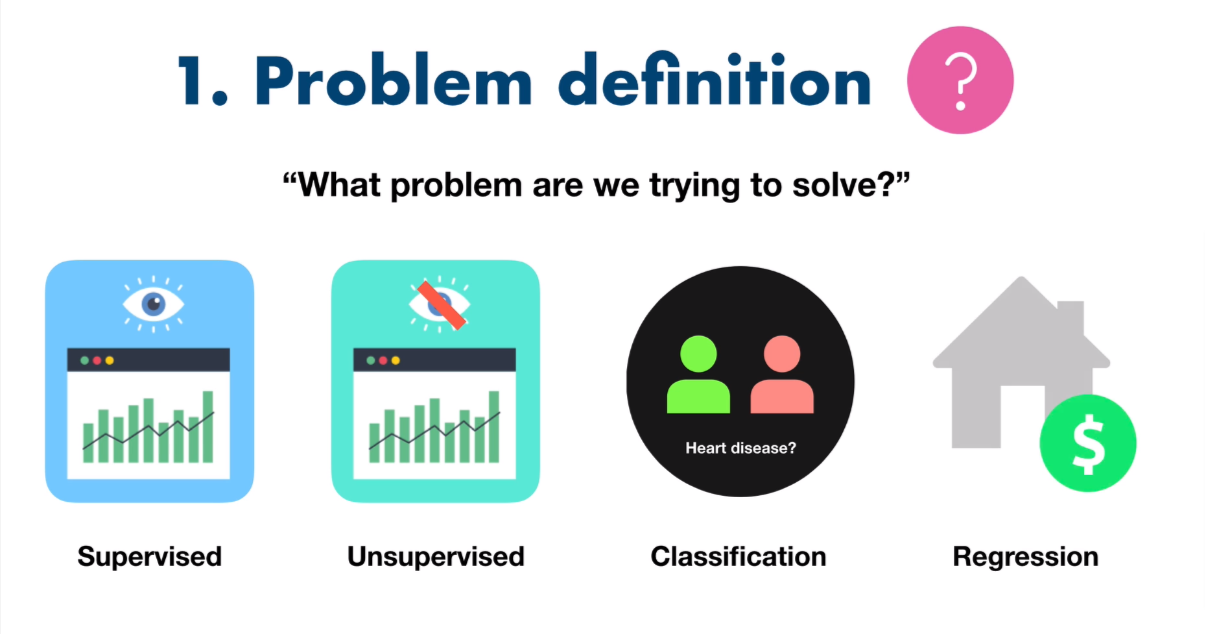 1. Problem definition
?
“What problem are we trying to solve?”
Heart disease?
$
Supervised
Unsupervised
Classification
Regression